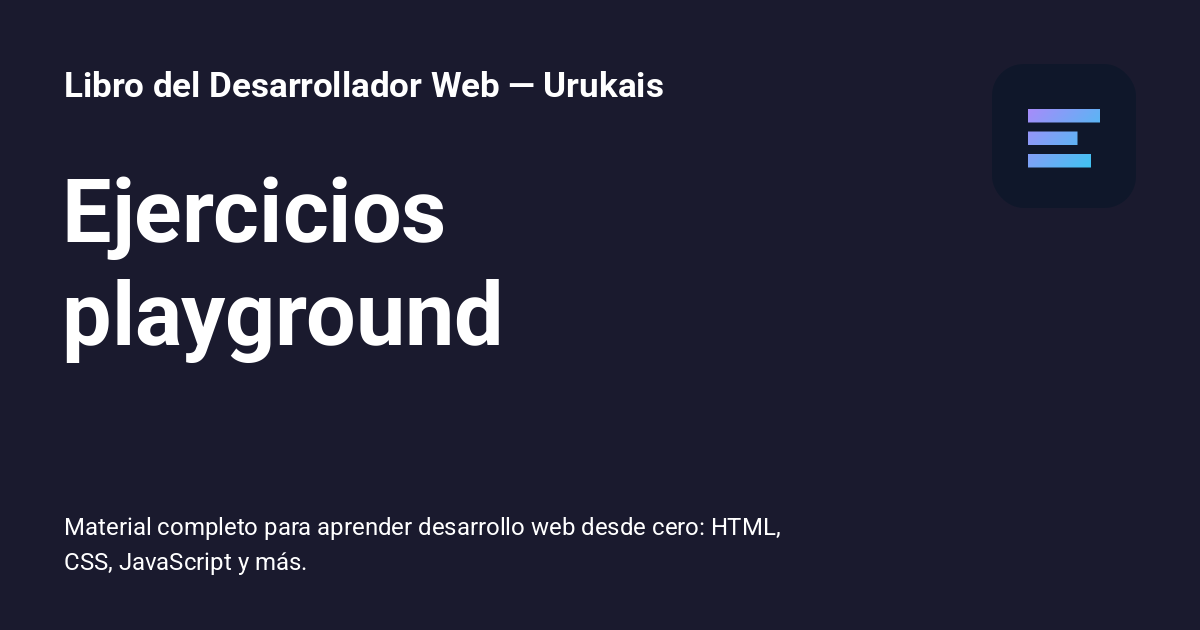 Libro del Desarrollador Web — Urukais
Ejercicios
playground
Material completo para aprender desarrollo web desde cero: HTML,
CSS, JavaScript y más.